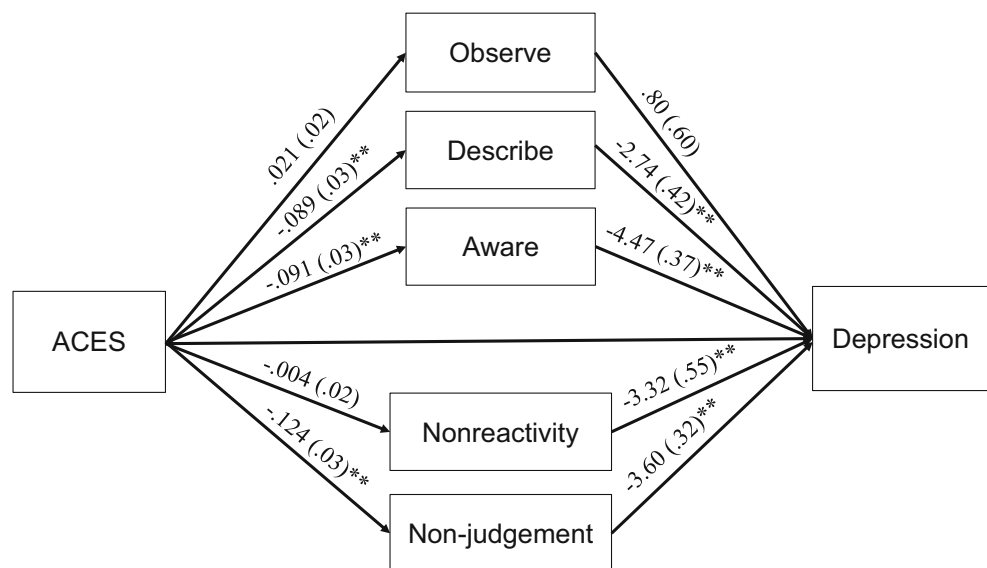 Observe
.021 (.02)
.80 (.60)
Describe
-.089 (.03)**
-2.74 (.42)**
Aware
-.091 (.03)**
-4.47 (.37)**
ACES
Depression
-.004 (.02)
-3.32 (.55)**
Nonreactivity
-.124 (.03)**
-3.60 (.32)**
Non-judgement